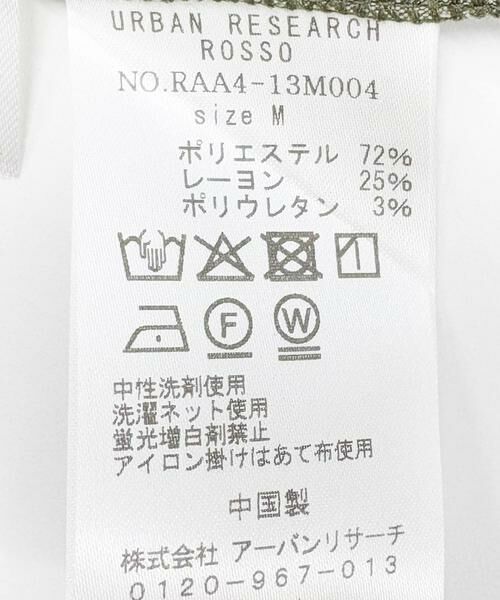 URBAN RESEARCH
ROSSO
NO.RAA4-13M004
size M
ポリエステル 72%
レーヨン 25%
ポリウレタン 3%
F W
中性洗剤使用
洗濯ネット使用
蛍光増白剤禁止
アイロン掛けはあて布使用
中国製
株式会社 アーバンリサーチ
0120-967-013